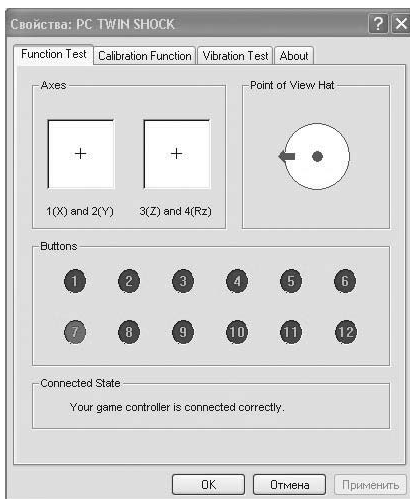 Свойства: PC TWIN SHOCK
Function Test Calibration Function Vibration Test About
Axes
Point of View Hat
1(X) and 2(Y) 3(Z) and 4(Rz)
Buttons
1 2 3 4 5 6
7 8 9 10 11 12
Connected State
Your game controller is connected correctly.
OK Отмена Применить